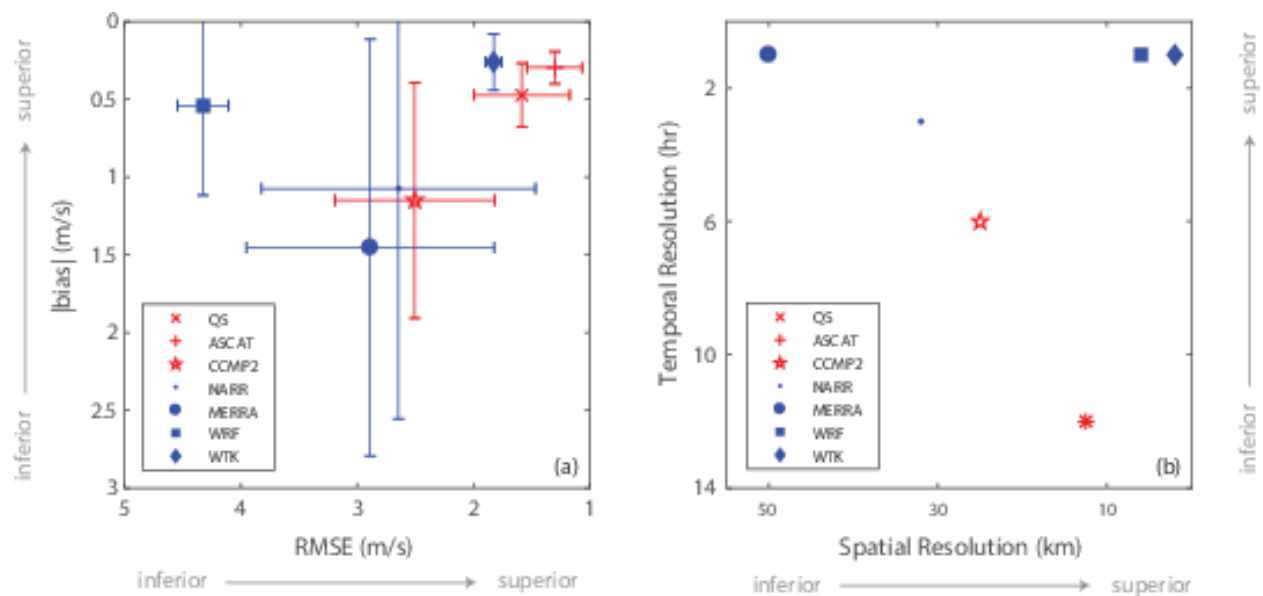 superior
inferior
|bias| (m/s)
0
0.5
1
1.5
2
2.5
3
QS
ASCAT
CCMP2
NARR
MERRA
WRF
WTK
(a)
5 4 3 2 1
RMSE (m/s)
inferior superior
Temporal Resolution (hr)
2
6
10
14
QS
ASCAT
CCMP2
NARR
MERRA
WRF
WTK
(b)
50 30 10
Spatial Resolution (km)
inferior superior
superior
inferior